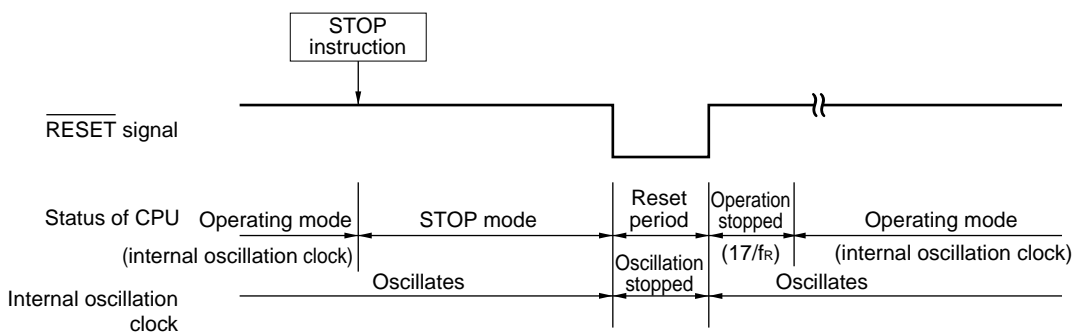 STOP
instruction
RESET signal
Status of CPU
Operating mode
(internal oscillation clock)
STOP mode
Reset
period
Operation
stopped
(17/fR)
Operating mode
(internal oscillation clock)
Internal oscillation
clock
Oscillates
Oscillation
stopped
Oscillates